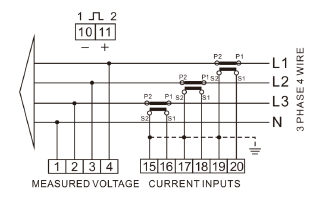 1 ⎍ 2
10 11
− +
P2 P1 L1
S2 S1
P2 P1 L2
S2 S1
P2 P1 L3
S2 S1
N
3 PHASE 4 WIRE
1 2 3 4 15 16 17 18 19 20
MEASURED VOLTAGE CURRENT INPUTS